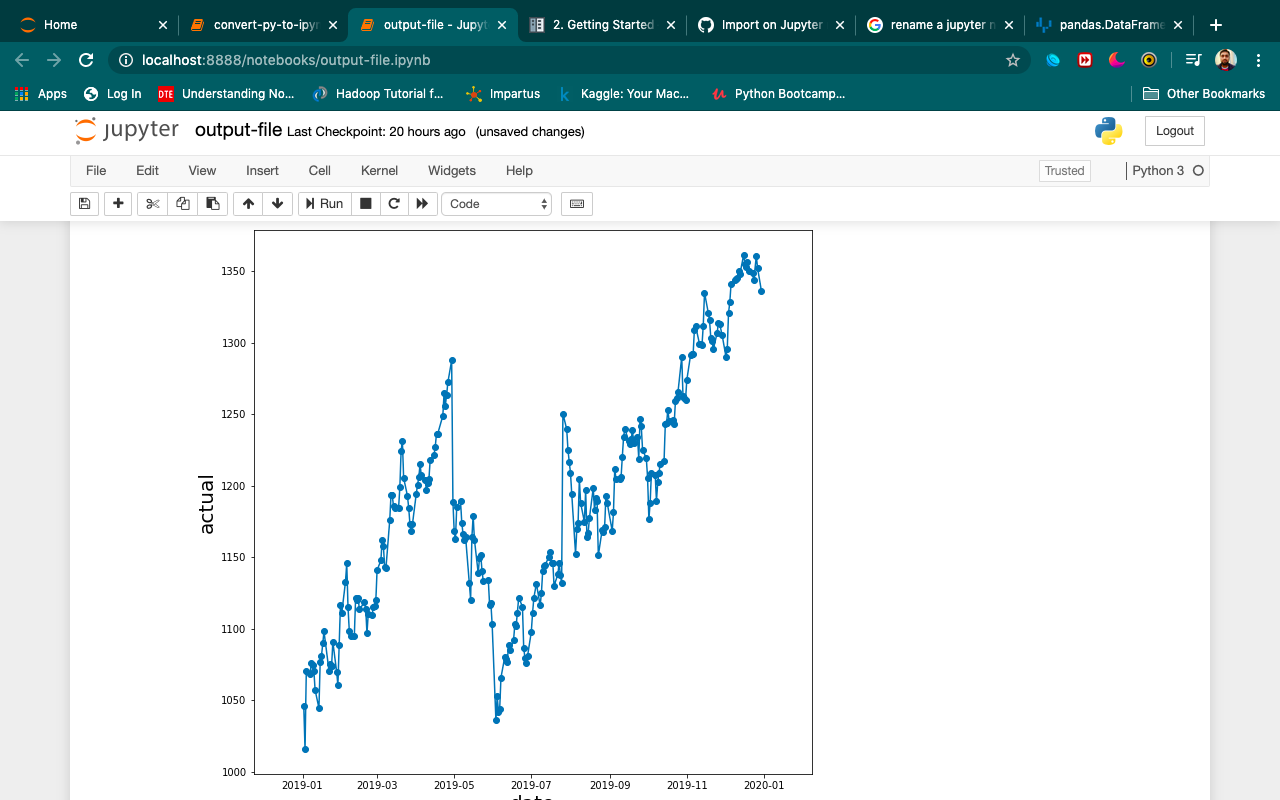 Home
convert-py-to-ipyn
output-file - Jupyt
2. Getting Started
Import on Jupyter
rename a jupyter n
pandas.DataFrame
localhost:8888/notebooks/output-file.ipynb
Apps
Log In
DTE
Understanding No...
Hadoop Tutorial f...
Impartus
k
Kaggle: Your Mac...
Python Bootcamp...
Other Bookmarks
jupyter
output-file Last Checkpoint: 20 hours ago (unsaved changes)
Logout
File Edit View Insert Cell Kernel Widgets Help
Trusted
Python 3
Run
Code
1350
1300
1250
1200
1150
1100
1050
1000
actual
2019-01 2019-03 2019-05 2019-07 2019-09 2019-11 2020-01
date